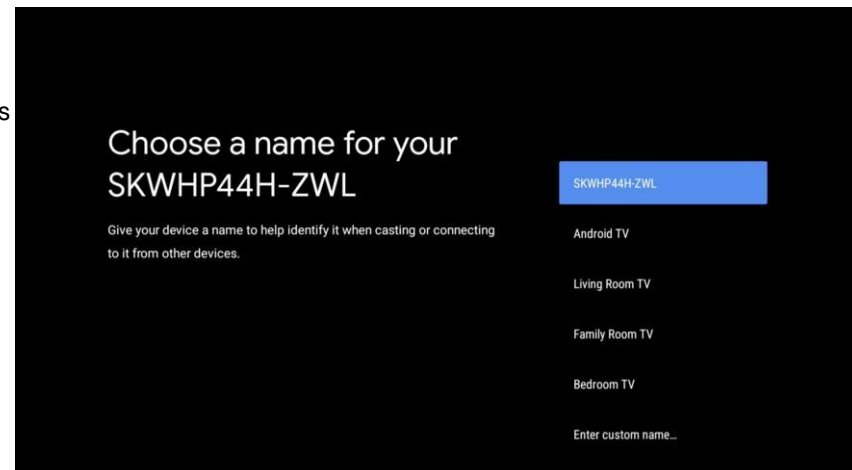 s
Choose a name for your
SKWHP44H-ZWL
Give your device a name to help identify it when casting or connecting
to it from other devices.
SKWHP44H-ZWL
Android TV
Living Room TV
Family Room TV
Bedroom TV
Enter custom name...